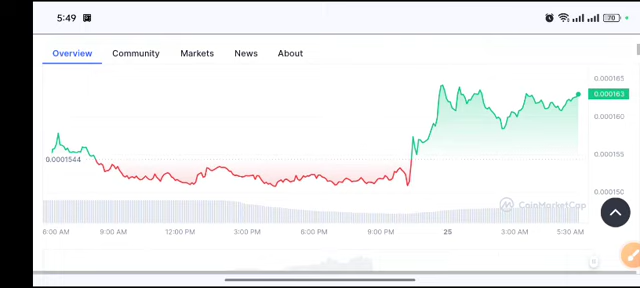 5:49
70
Overview Community Markets News About
0.000165
0.000163
0.000160
0.0001544
0.000155
0.000150
CoinMarketCap
6:00 AM 9:00 AM 12:00 PM 3:00 PM 6:00 PM 9:00 PM 25 3:00 AM 5:30 AM